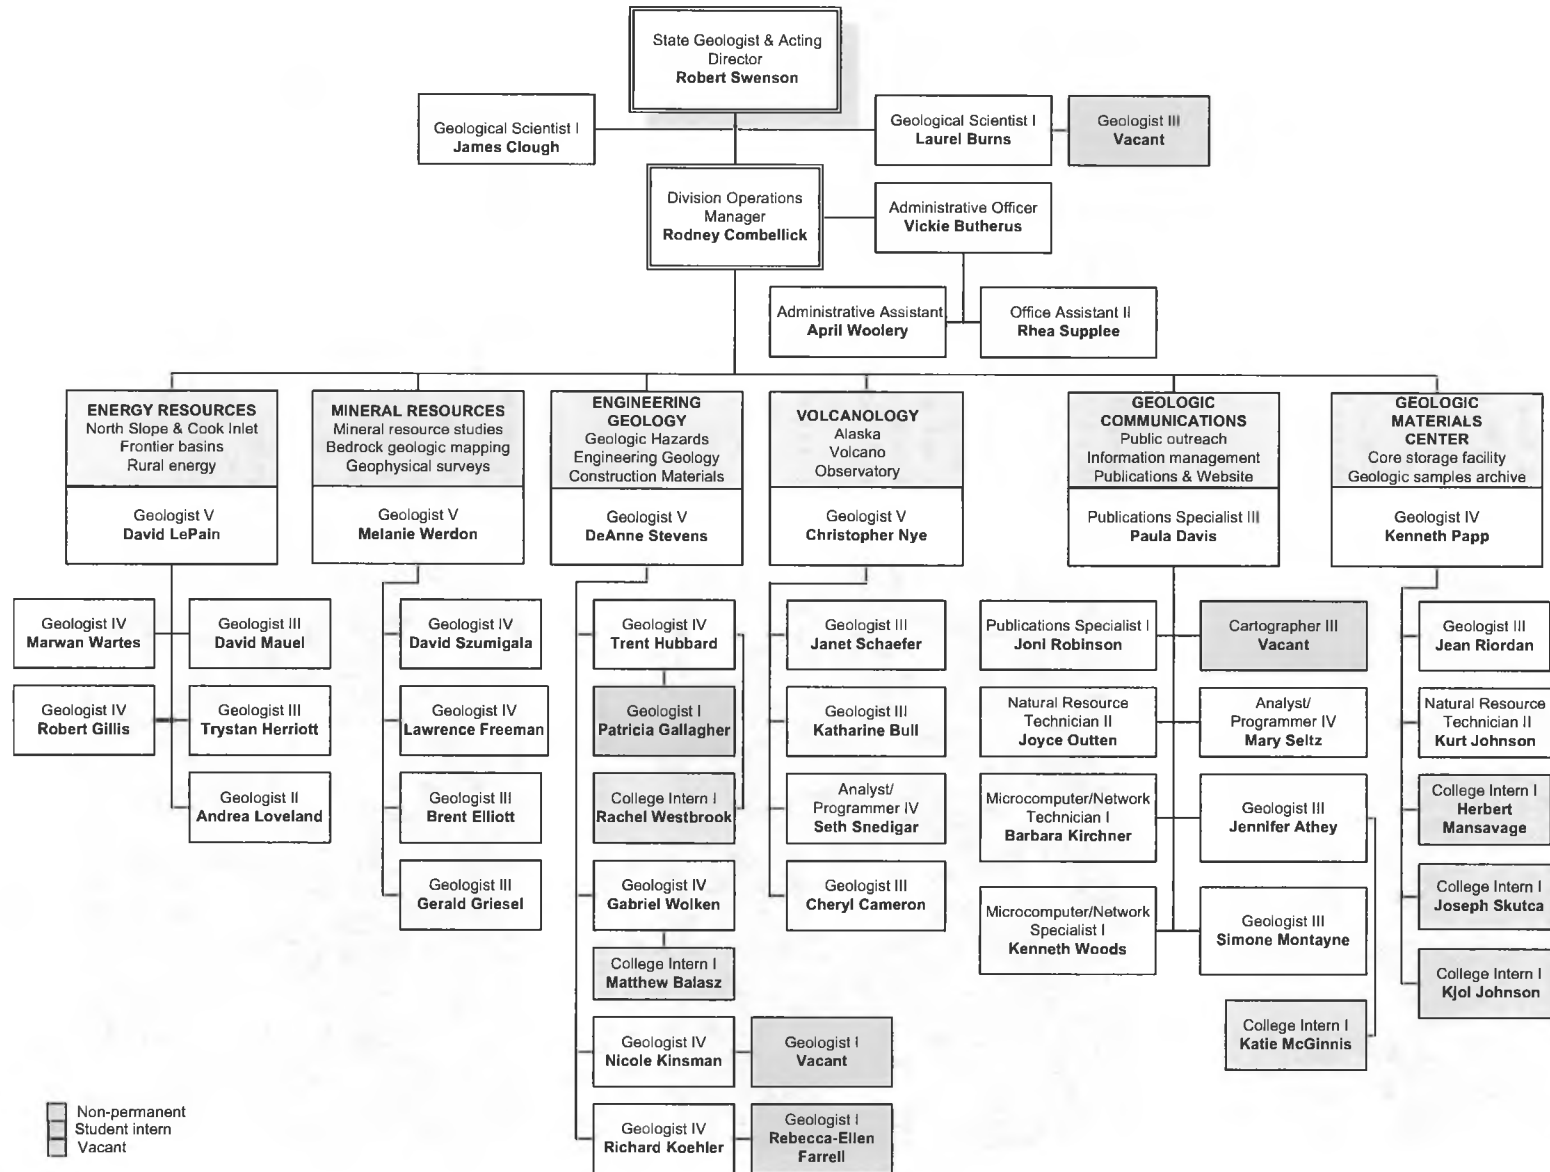 State Geologist & Acting
Director
Robert Swenson
Geological Scientist I
James Clough
Geological Scientist I
Laurel Burns
Geologist III
Vacant
Division Operations
Manager
Rodney Combellick
Administrative Officer
Vickie Butherus
Administrative Assistant
April Woolery
Office Assistant II
Rhea Supplee
ENERGY RESOURCES
North Slope & Cook Inlet
Frontier basins
Rural energy
Geologist V
David LePain
MINERAL RESOURCES
Mineral resource studies
Bedrock geologic mapping
Geophysical surveys
Geologist V
Melanie Werdon
ENGINEERING
GEOLOGY
Geologic Hazards
Engineering Geology
Construction Materials
Geologist V
DeAnne Stevens
VOLCANOLOGY
Alaska
Volcano
Observatory
Geologist V
Christopher Nye
GEOLOGIC
COMMUNICATIONS
Public outreach
Information management
Publications & Website
Publications Specialist III
Paula Davis
GEOLOGIC
MATERIALS
CENTER
Core storage facility
Geologic samples archive
Geologist IV
Kenneth Papp
Geologist IV
Marwan Wartes
Geologist III
David Mauel
Geologist IV
Robert Gillis
Geologist III
Trystan Herriott
Geologist II
Andrea Loveland
Geologist IV
David Szumigala
Geologist IV
Lawrence Freeman
Geologist III
Brent Elliott
Geologist III
Gerald Griesel
Geologist IV
Trent Hubbard
Geologist I
Patricia Gallagher
College Intern I
Rachel Westbrook
Geologist IV
Gabriel Wolken
College Intern I
Matthew Balasz
Geologist IV
Nicole Kinsman
Geologist I
Vacant
Geologist IV
Richard Koehler
Geologist I
Rebecca-Ellen
Farrell
Geologist III
Janet Schaefer
Geologist III
Katharine Bull
Analyst/
Programmer IV
Seth Snedigar
Geologist III
Cheryl Cameron
Publications Specialist I
Joni Robinson
Cartographer III
Vacant
Natural Resource
Technician II
Joyce Outten
Analyst/
Programmer IV
Mary Seltz
Microcomputer/Network
Technician I
Barbara Kirchner
Geologist III
Jennifer Athey
Microcomputer/Network
Specialist I
Kenneth Woods
Geologist III
Simone Montayne
College Intern I
Katie McGinnis
Geologist III
Jean Riordan
Natural Resource
Technician II
Kurt Johnson
College Intern I
Herbert
Mansavage
College Intern I
Joseph Skutca
College Intern I
Kjol Johnson
Non-permanent
Student intern
Vacant